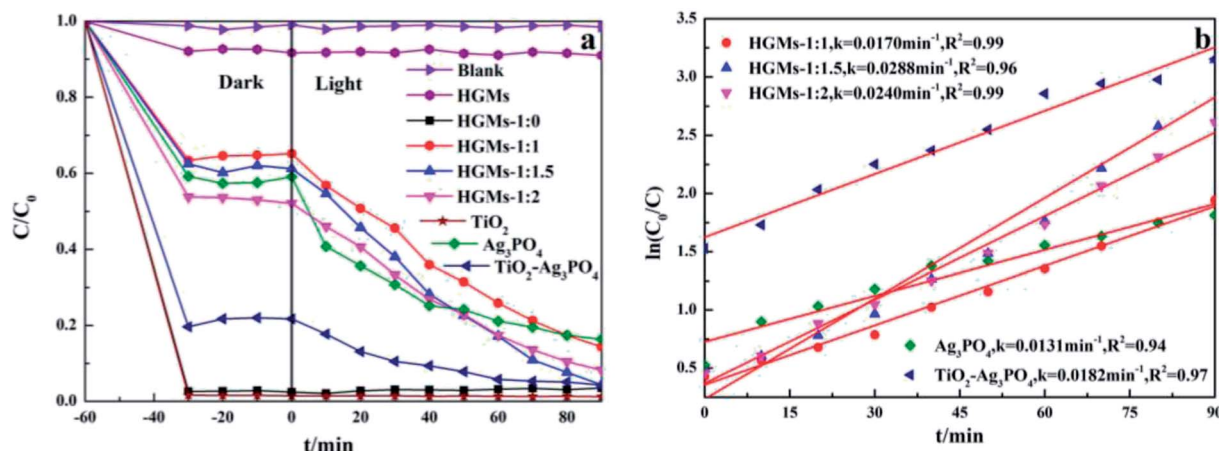 a
Dark
Light
Blank
HGMs
HGMs-1:0
HGMs-1:1
HGMs-1:1.5
HGMs-1:2
TiO₂
Ag₃PO₄
TiO₂-Ag₃PO₄
C/C₀
1.0
0.8
0.6
0.4
0.2
0.0
-60
-40
-20
0
20
40
60
80
t/min
b
HGMs-1:1,k=0.0170min⁻¹,R²=0.99
HGMs-1:1.5,k=0.0288min⁻¹,R²=0.96
HGMs-1:2,k=0.0240min⁻¹,R²=0.99
Ag₃PO₄,k=0.0131min⁻¹,R²=0.94
TiO₂-Ag₃PO₄,k=0.0182min⁻¹,R²=0.97
ln(C₀/C)
3.5
3.0
2.5
2.0
1.5
1.0
0.5
0
15
30
45
60
75
90
t/min